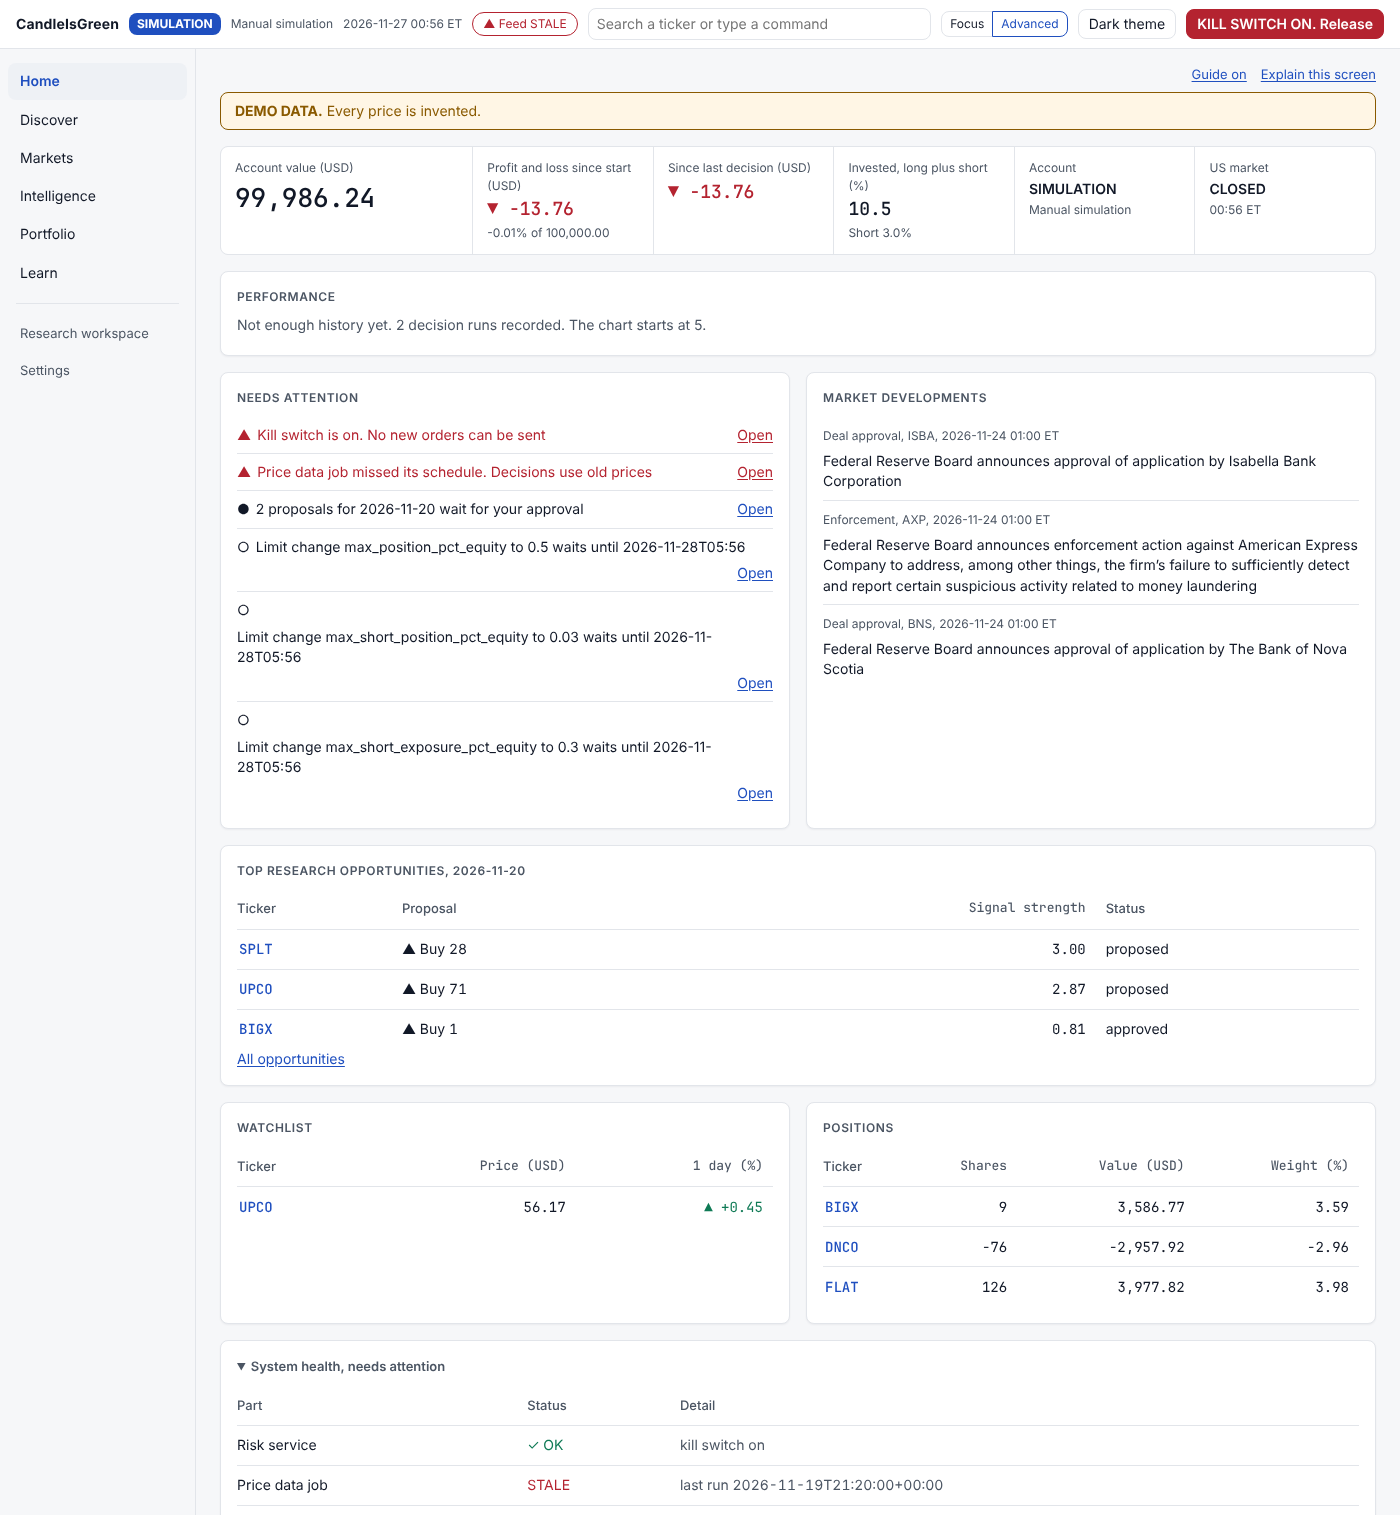 CandleIsGreen SIMULATION Manual simulation 2026-11-27 00:56 ET ▲ Feed STALE Search a ticker or type a command Focus Advanced Dark theme KILL SWITCH ON. Release
Home
Discover
Markets
Intelligence
Portfolio
Learn
Research workspace
Settings
Guide on Explain this screen
DEMO DATA. Every price is invented.
Account value (USD)
99,986.24
Profit and loss since start
(USD)
▼ -13.76
-0.01% of 100,000.00
Since last decision (USD)
▼ -13.76
Invested, long plus short
(%)
10.5
Short 3.0%
Account
SIMULATION
Manual simulation
US market
CLOSED
00:56 ET
PERFORMANCE
Not enough history yet. 2 decision runs recorded. The chart starts at 5.
NEEDS ATTENTION
▲ Kill switch is on. No new orders can be sent Open
▲ Price data job missed its schedule. Decisions use old prices Open
● 2 proposals for 2026-11-20 wait for your approval Open
○ Limit change max_position_pct_equity to 0.5 waits until 2026-11-28T05:56
Open
○
Limit change max_short_position_pct_equity to 0.03 waits until 2026-11-
28T05:56
Open
○
Limit change max_short_exposure_pct_equity to 0.3 waits until 2026-11-
28T05:56
Open
MARKET DEVELOPMENTS
Deal approval, ISBA, 2026-11-24 01:00 ET
Federal Reserve Board announces approval of application by Isabella Bank
Corporation
Enforcement, AXP, 2026-11-24 01:00 ET
Federal Reserve Board announces enforcement action against American Express
Company to address, among other things, the firm's failure to sufficiently detect
and report certain suspicious activity related to money laundering
Deal approval, BNS, 2026-11-24 01:00 ET
Federal Reserve Board announces approval of application by The Bank of Nova
Scotia
TOP RESEARCH OPPORTUNITIES, 2026-11-20
Ticker Proposal Signal strength Status
SPLT ▲ Buy 28 3.00 proposed
UPCO ▲ Buy 71 2.87 proposed
BIGX ▲ Buy 1 0.81 approved
All opportunities
WATCHLIST
Ticker Price (USD) 1 day (%)
UPCO 56.17 ▲ +0.45
POSITIONS
Ticker Shares Value (USD) Weight (%)
BIGX 9 3,586.77 3.59
DNCO -76 -2,957.92 -2.96
FLAT 126 3,977.82 3.98
▼ System health, needs attention
Part Status Detail
Risk service ✓ OK kill switch on
Price data job STALE last run 2026-11-19T21:20:00+00:00